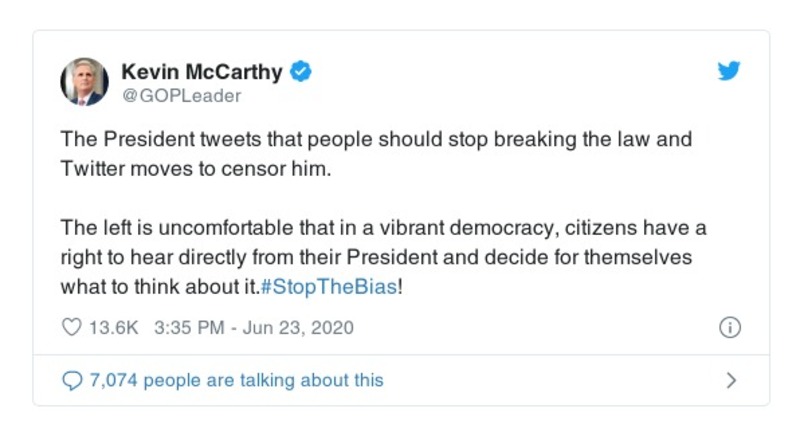 Kevin McCarthy
@GOPLeader
The President tweets that people should stop breaking the law and
Twitter moves to censor him.
The left is uncomfortable that in a vibrant democracy, citizens have a
right to hear directly from their President and decide for themselves
what to think about it.#StopTheBias!
13.6K 3:35 PM - Jun 23, 2020
7,074 people are talking about this